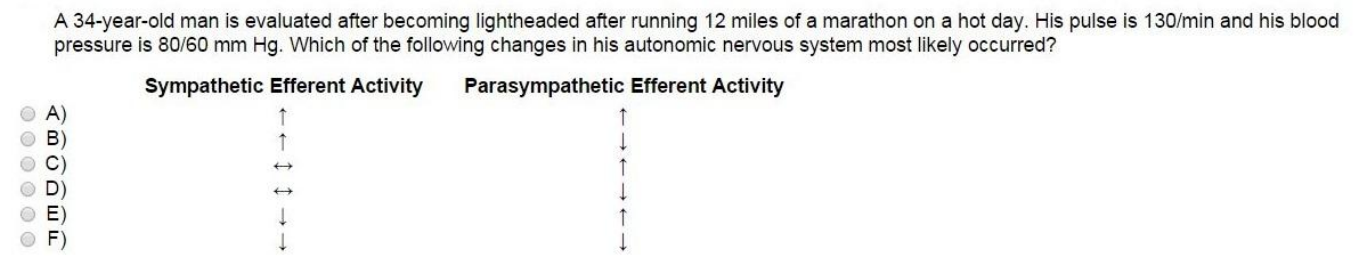 A 34-year-old man is evaluated after becoming lightheaded after running 12 miles of a marathon on a hot day. His pulse is 130/min and his blood
pressure is 80/60 mm Hg. Which of the following changes in his autonomic nervous system most likely occurred?
Sympathetic Efferent Activity Parasympathetic Efferent Activity
A) ↑ ↑
B) ↑ ↓
C) ↔ ↑
D) ↔ ↓
E) ↓ ↑
F) ↓ ↓